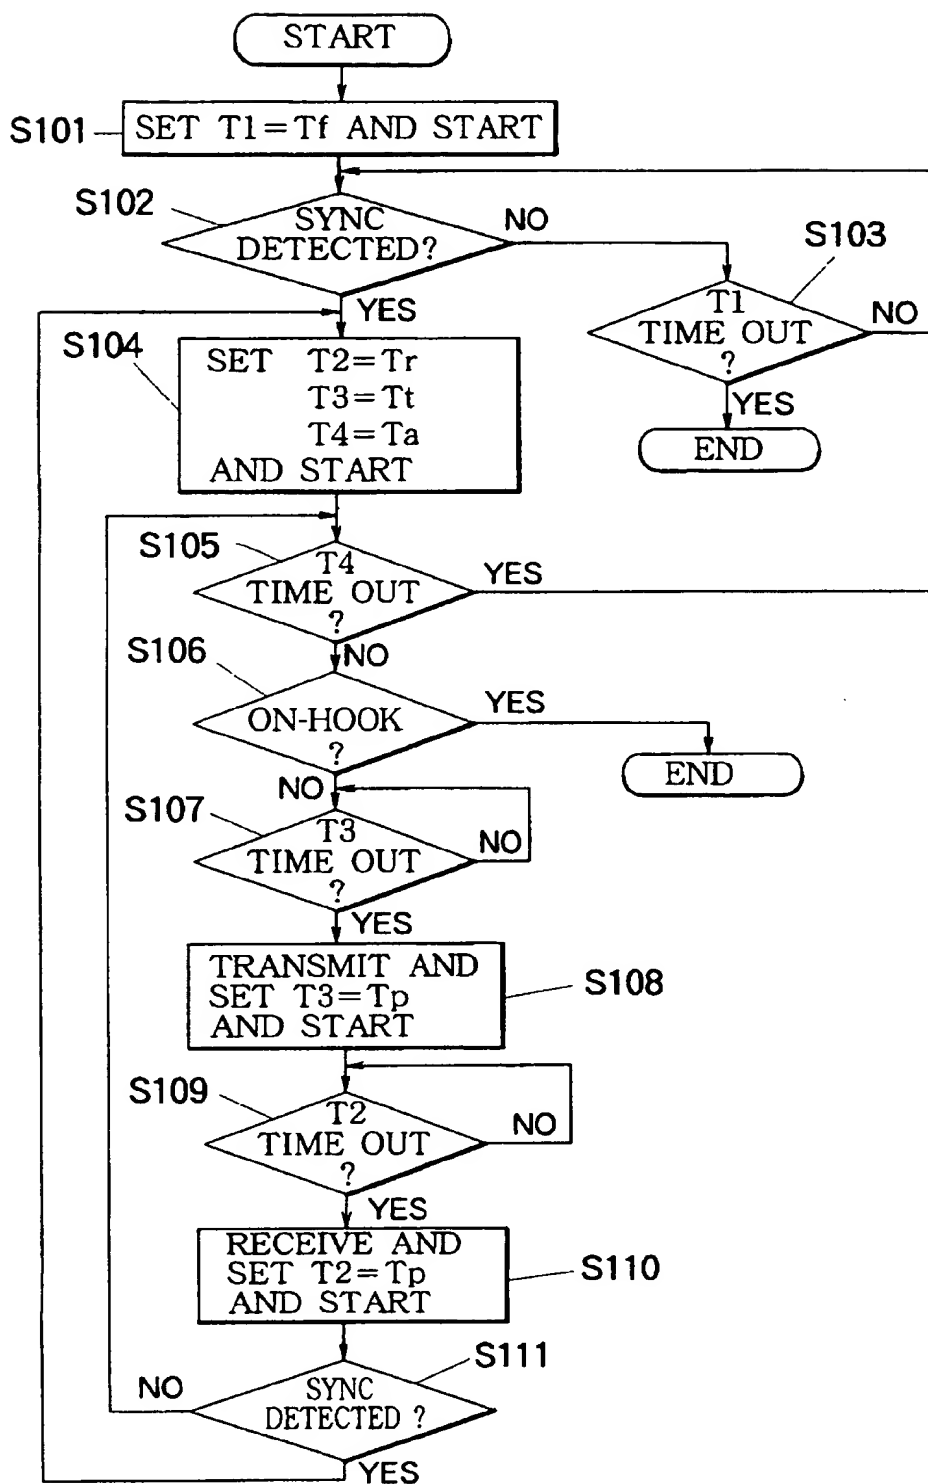 START
S101
SET T1=Tf AND START
S102
SYNC
DETECTED?
NO
YES
S103
T1
TIME OUT
?
NO
YES
END
S104
SET T2=Tr
T3=Tt
T4=Ta
AND START
S105
T4
TIME OUT
?
YES
NO
S106
ON-HOOK
?
YES
END
NO
S107
T3
TIME OUT
?
NO
YES
TRANSMIT AND
SET T3=Tp
AND START
S108
S109
T2
TIME OUT
?
NO
YES
RECEIVE AND
SET T2=Tp
AND START
S110
S111
SYNC
DETECTED ?
NO
YES